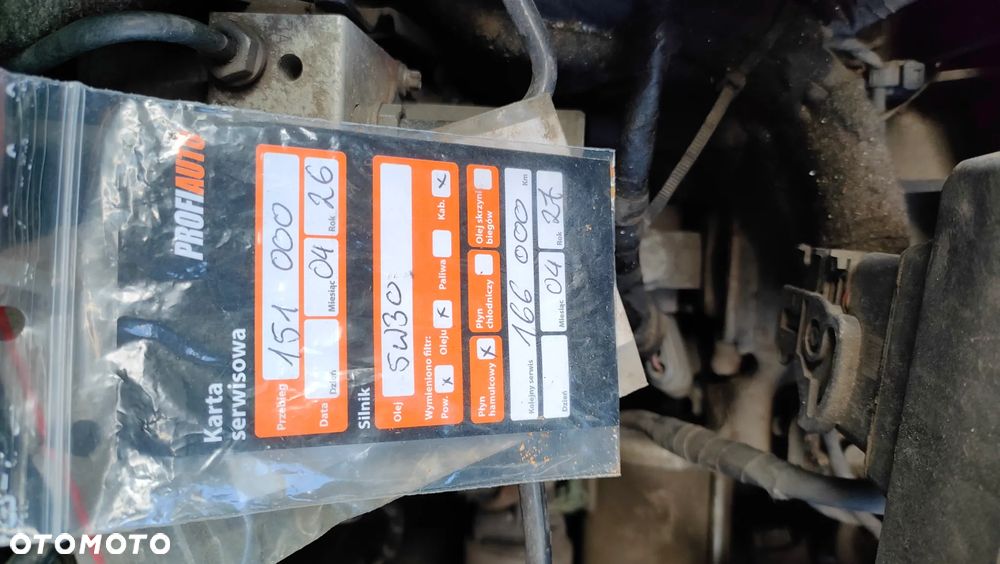 PROFIAUTO
Karta
serwisowa
Przebieg 151 000
Data 04 26
Dzień Miesiąc Rok
Silnik
Olej 5W30
Wymieniono filtr:
Pow. x Oleju x Paliwa Kab. x
Płyn hamulcowy x Płyn chłodniczy Olej skrzyni biegów
Kolejny serwis 166 000 Km
04 27
Dzień Miesiąc Rok
OTOMOTO